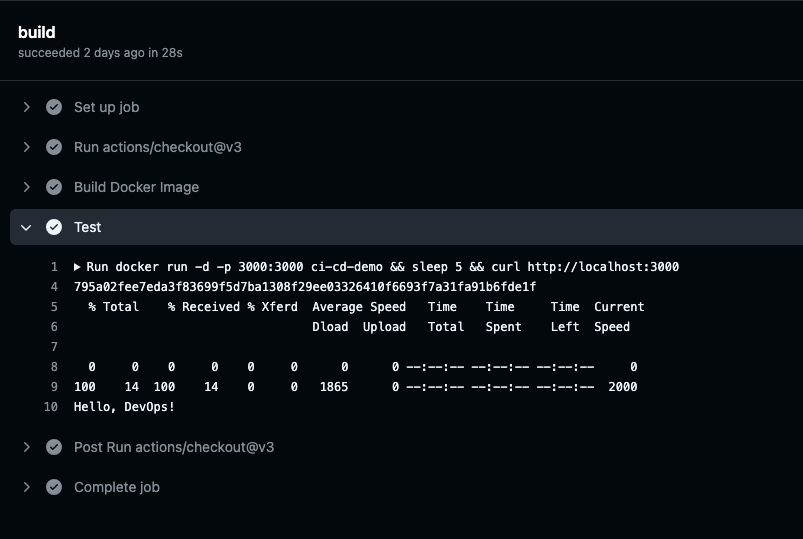 build
succeeded 2 days ago in 28s
Set up job
Run actions/checkout@v3
Build Docker Image
Test
1 Run docker run -d -p 3000:3000 ci-cd-demo && sleep 5 && curl http://localhost:3000
4 795a02fee7eda3f83699f5d7ba1308f29ee03326410f6693f7a31fa91b6fde1f
5 % Total % Received % Xferd Average Speed Time Time Time Current
6 Dload Upload Total Spent Left Speed
7
8 0 0 0 0 0 0 0 0 --:--:-- --:--:-- --:--:-- 0
9 100 14 100 14 0 0 1865 0 --:--:-- --:--:-- --:--:-- 2000
10 Hello, DevOps!
Post Run actions/checkout@v3
Complete job